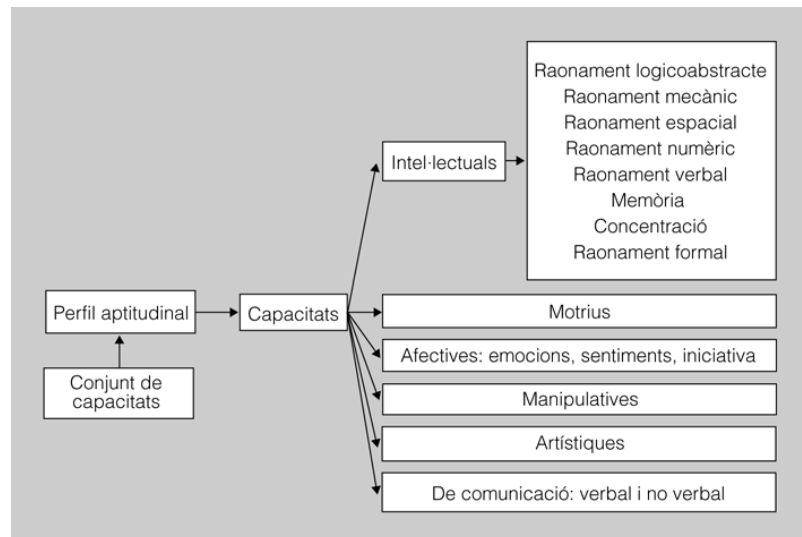 Raonament logicoabstracte
Raonament mecànic
Raonament espacial
Raonament numèric
Raonament verbal
Memòria
Concentració
Raonament formal
Intel·lectuals
Perfil aptitudinal
Capacitats
Motrius
Afectives: emocions, sentiments, iniciativa
Conjunt de
capacitats
Manipulatives
Artístiques
De comunicació: verbal i no verbal